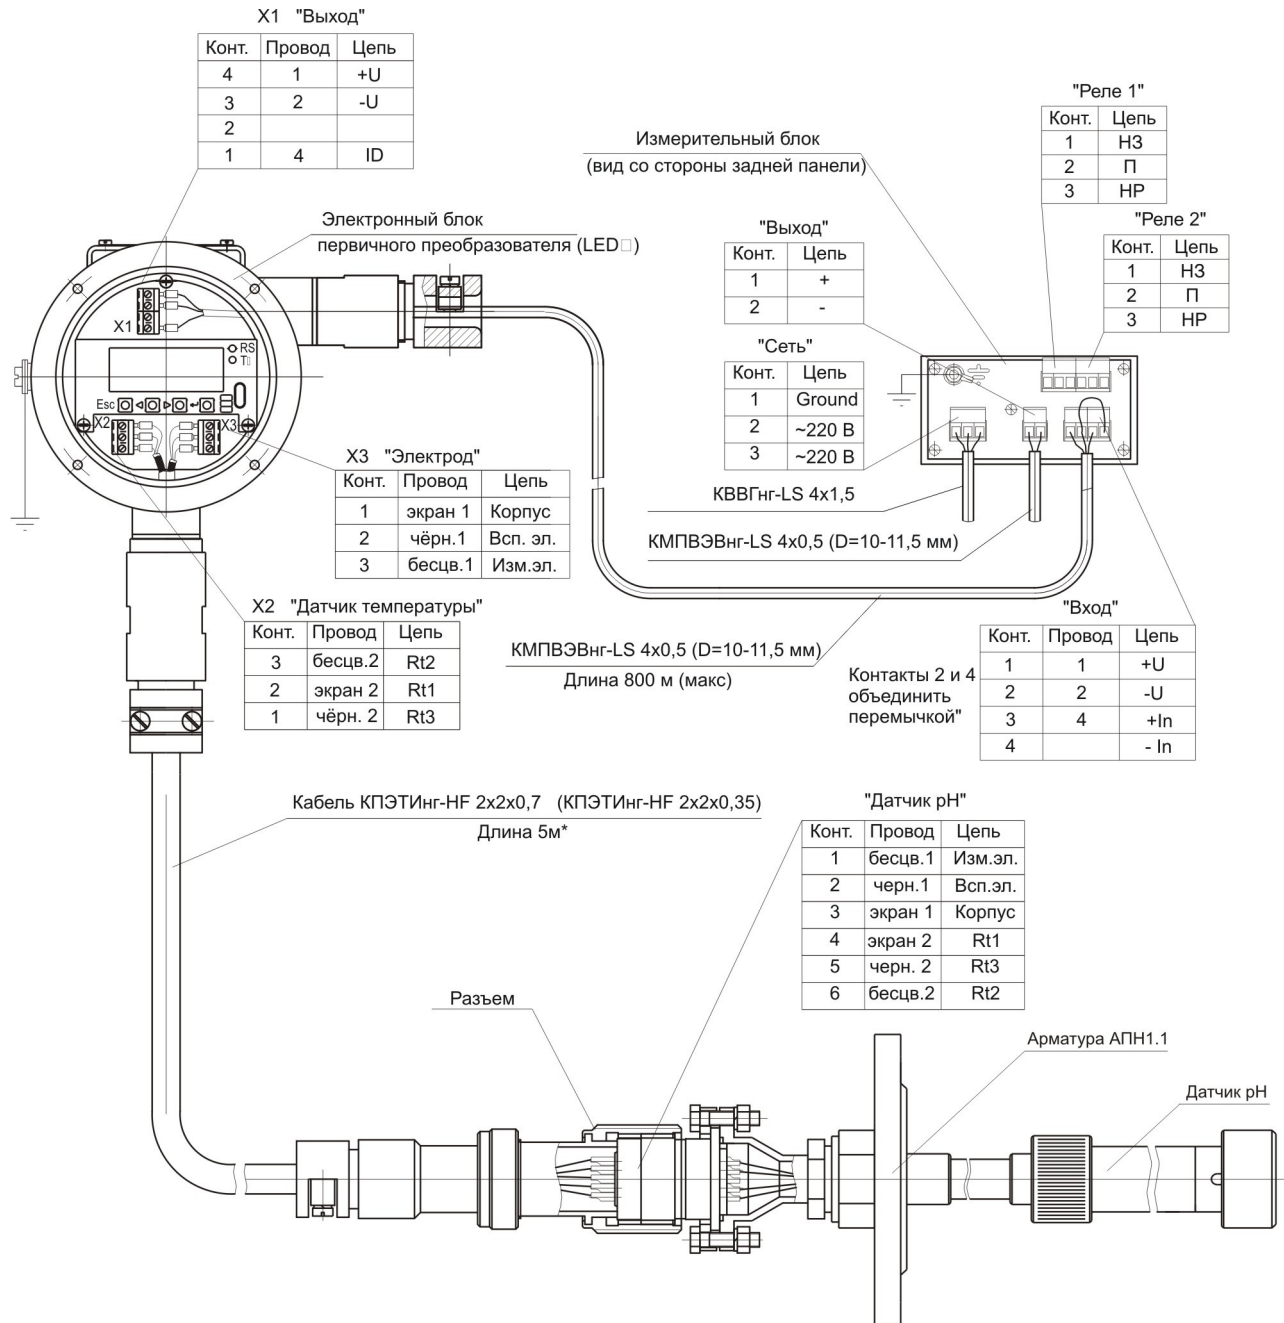 X1 "Выход"
Конт. Провод Цепь
4 1 +U
3 2 -U
2
1 4 ID
"Реле 1"
Конт. Цепь
1 НЗ
2 П
3 НР
Измерительный блок
(вид со стороны задней панели)
"Реле 2"
Конт. Цепь
1 НЗ
2 П
3 НР
Электронный блок
первичного преобразователя (LED□)
"Выход"
Конт. Цепь
1 +
2 -
X1
RS
T▯
Esc
X2
X3
"Сеть"
Конт. Цепь
1 Ground
2 ~220 В
3 ~220 В
X3 "Электрод"
Конт. Провод Цепь
1 экран 1 Корпус
2 чёрн.1 Всп. эл.
3 бесцв.1 Изм.эл.
КВВГнг-LS 4x1,5
КМПВЭВнг-LS 4x0,5 (D=10-11,5 мм)
X2 "Датчик температуры"
Конт. Провод Цепь
3 бесцв.2 Rt2
2 экран 2 Rt1
1 чёрн. 2 Rt3
КМПВЭВнг-LS 4x0,5 (D=10-11,5 мм)
Длина 800 м (макс)
"Вход"
Конт. Провод Цепь
1 1 +U
2 2 -U
3 4 +In
4 - In
Контакты 2 и 4
объединить
перемычкой"
Кабель КПЭТИнг-HF 2x2x0,7 (КПЭТИнг-HF 2x2x0,35)
Длина 5м*
"Датчик pH"
Конт. Провод Цепь
1 бесцв.1 Изм.эл.
2 черн.1 Всп.эл.
3 экран 1 Корпус
4 экран 2 Rt1
5 черн. 2 Rt3
6 бесцв.2 Rt2
Разъем
Арматура АПН1.1
Датчик pH